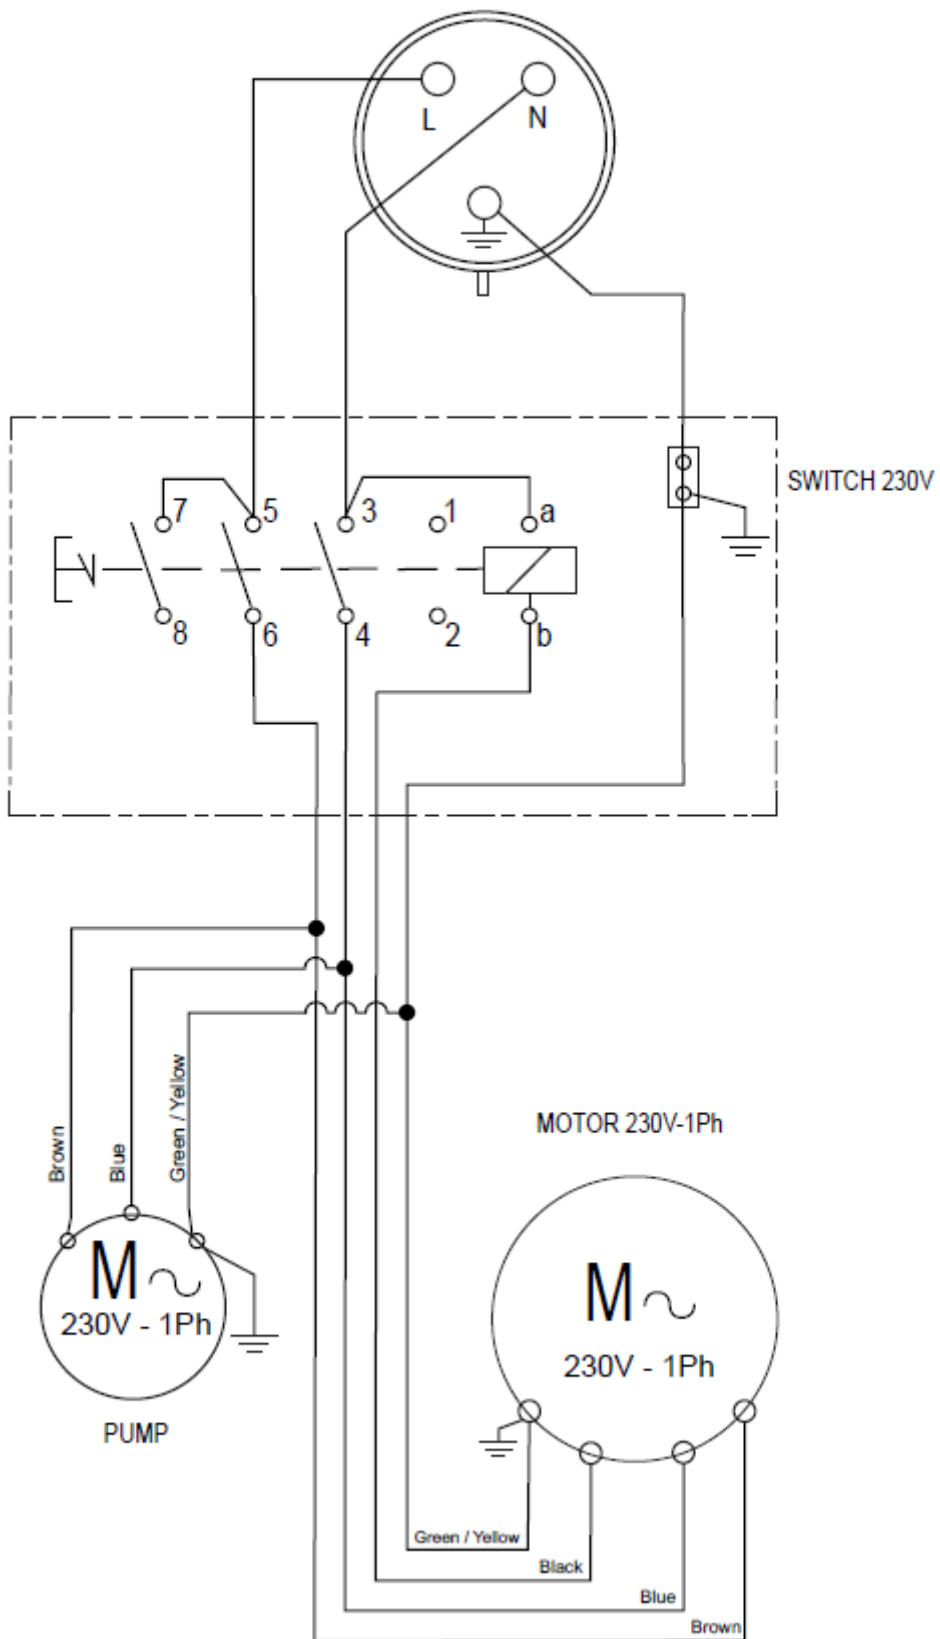 L N
SWITCH 230V
7 5 3 1 a
8 6 4 2 b
Brown
Blue
Green / Yellow
MOTOR 230V-1Ph
M
230V - 1Ph
PUMP
M
230V - 1Ph
Green / Yellow
Black
Blue
Brown